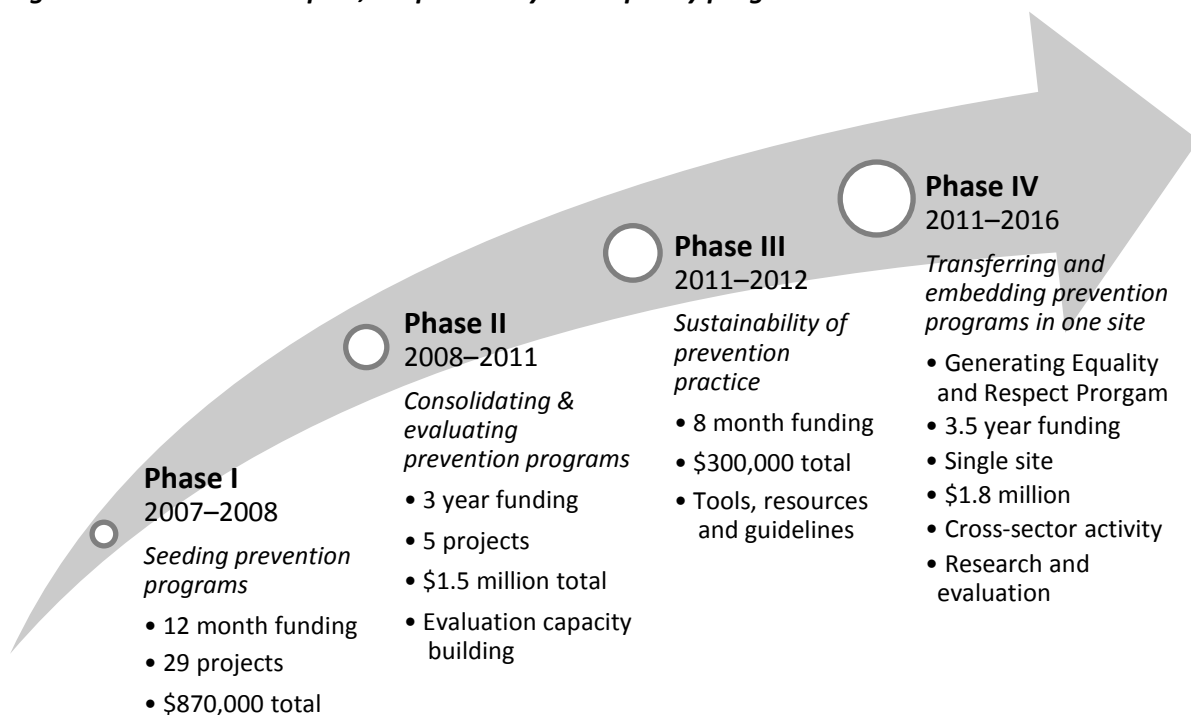 Phase I
2007–2008
Seeding prevention
programs
• 12 month funding
• 29 projects
• $870,000 total
Phase II
2008–2011
Consolidating &
evaluating
prevention programs
• 3 year funding
• 5 projects
• $1.5 million total
• Evaluation capacity
building
Phase III
2011–2012
Sustainability of
prevention
practice
• 8 month funding
• $300,000 total
• Tools, resources
and guidelines
Phase IV
2011–2016
Transferring and
embedding prevention
programs in one site
• Generating Equality
and Respect Prorgam
• 3.5 year funding
• Single site
• $1.8 million
• Cross-sector activity
• Research and
evaluation